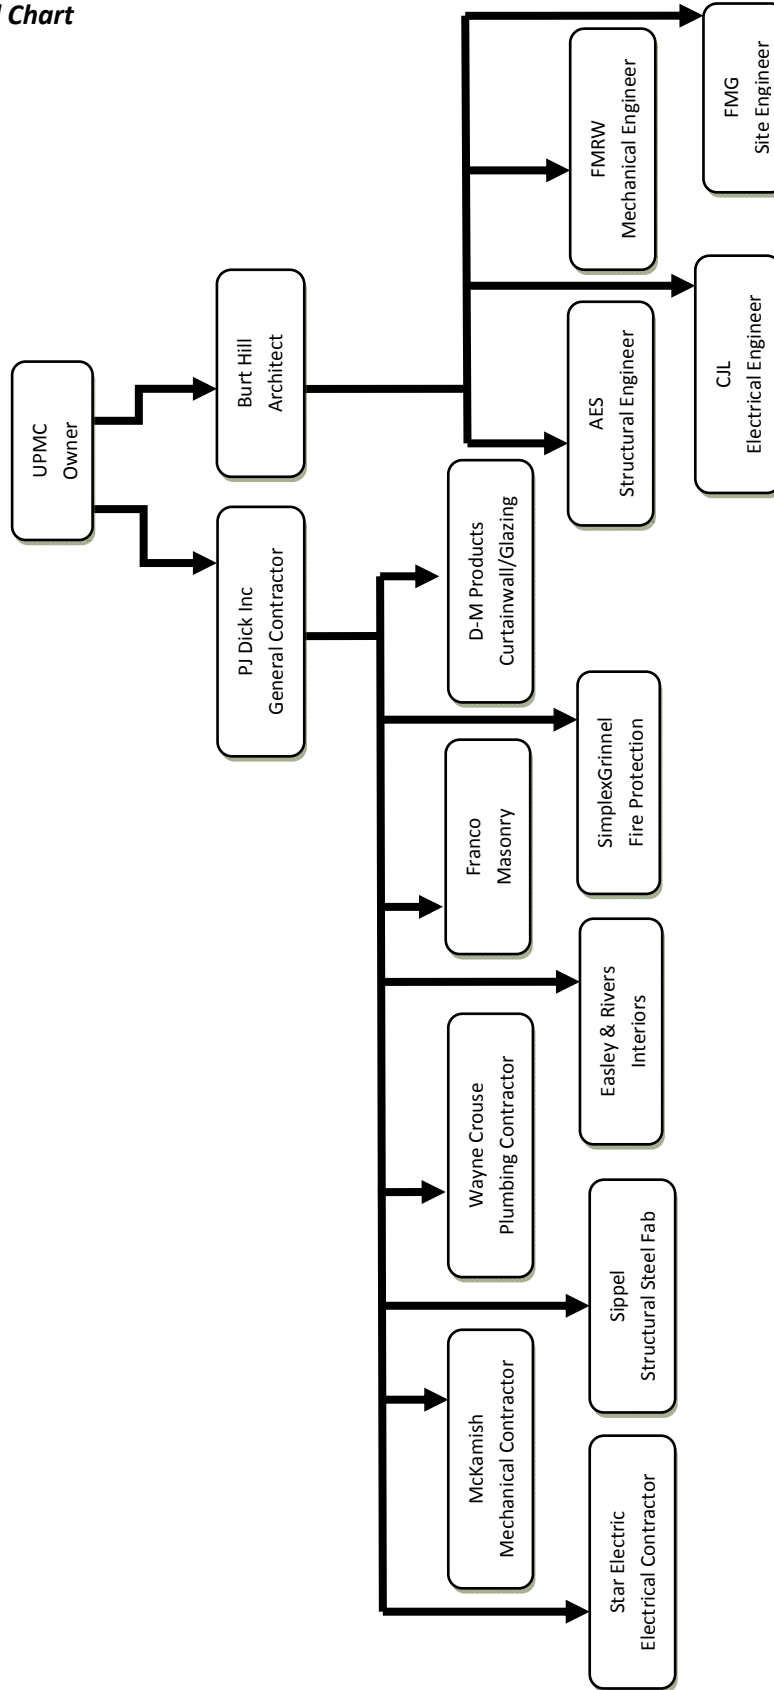 l Chart
UPMC
Owner
PJ Dick Inc
General Contractor
Burt Hill
Architect
Star Electric
Electrical Contractor
McKamish
Mechanical Contractor
Sippel
Structural Steel Fab
Wayne Crouse
Plumbing Contractor
Easley & Rivers
Interiors
Franco
Masonry
SimplexGrinnel
Fire Protection
D-M Products
Curtainwall/Glazing
AES
Structural Engineer
CJL
Electrical Engineer
FMRW
Mechanical Engineer
FMG
Site Engineer